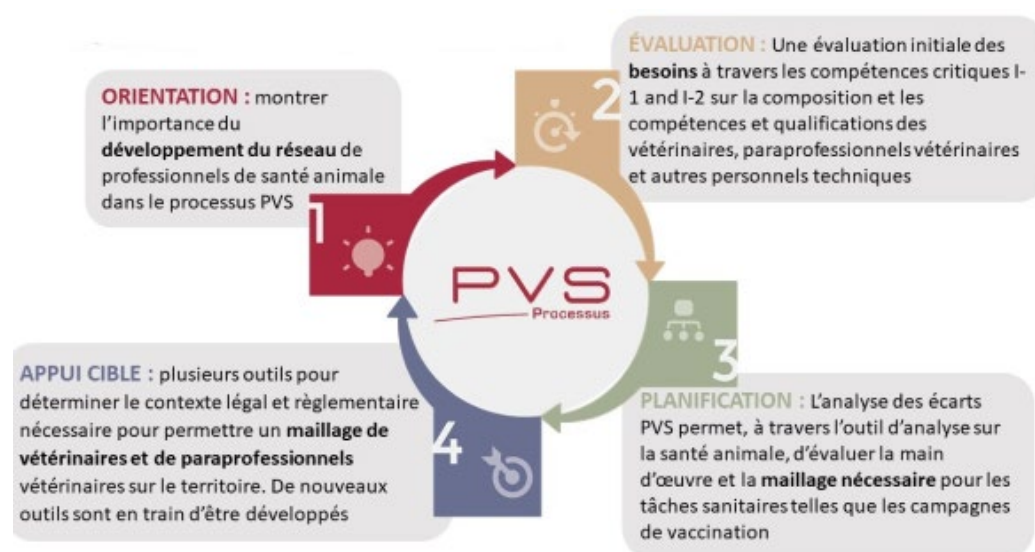 1
ORIENTATION : montrer
l'importance du
développement du réseau de
professionnels de santé animale
dans le processus PVS
2
ÉVALUATION : Une évaluation initiale des
besoins à travers les compétences critiques I-
1 and I-2 sur la composition et les
compétences et qualifications des
vétérinaires, paraprofessionnels vétérinaires
et autres personnels techniques
PVS
Processus
3
PLANIFICATION : L'analyse des écarts
PVS permet, à travers l'outil d'analyse sur
la santé animale, d'évaluer la main
d'œuvre et la maillage nécessaire pour les
tâches sanitaires telles que les campagnes
de vaccination
4
APPUI CIBLE : plusieurs outils pour
déterminer le contexte légal et règlementaire
nécessaire pour permettre un maillage de
vétérinaires et de paraprofessionnels
vétérinaires sur le territoire. De nouveaux
outils sont en train d'être développés